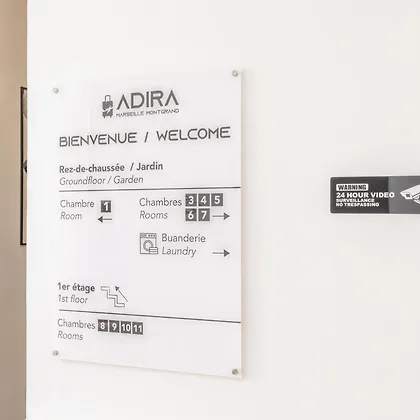 ADIRA
MARSEILLE MONTGRAND
BIENVENUE / WELCOME
Rez-de-chaussée / Jardin
Groundfloor / Garden
Chambre 1
Room
Chambres 3 4 5
Rooms 6 7
Buanderie
Laundry
1er étage
1st floor
Chambres 8 9 10 11
Rooms
WARNING
24 HOUR VIDEO
SURVEILLANCE
NO TRESPASSING